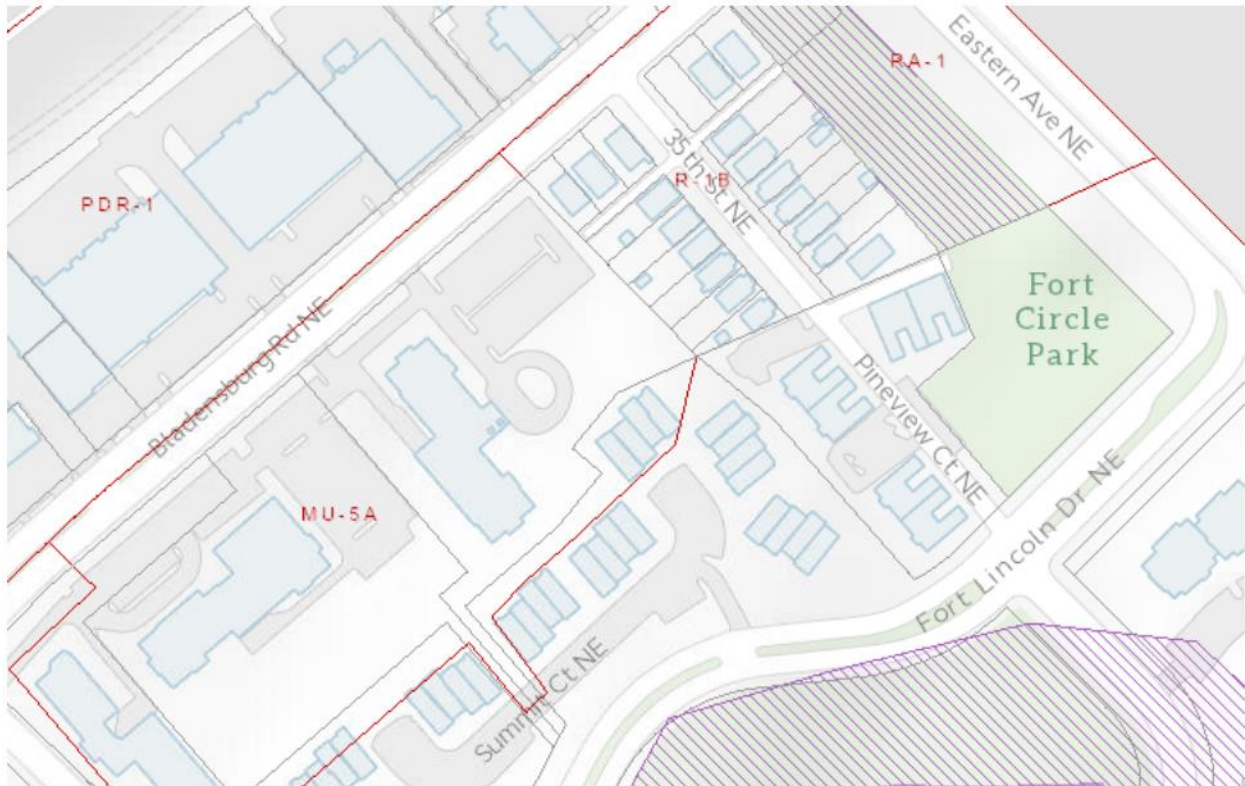 Eastern Ave NE
RA-1
35th St NE
R-1B
PDR-1
Fort
Circle
Park
Bladensburg Rd NE
Pineview Ct NE
MU-5A
Fort Lincoln Dr NE
Summit Ct NE